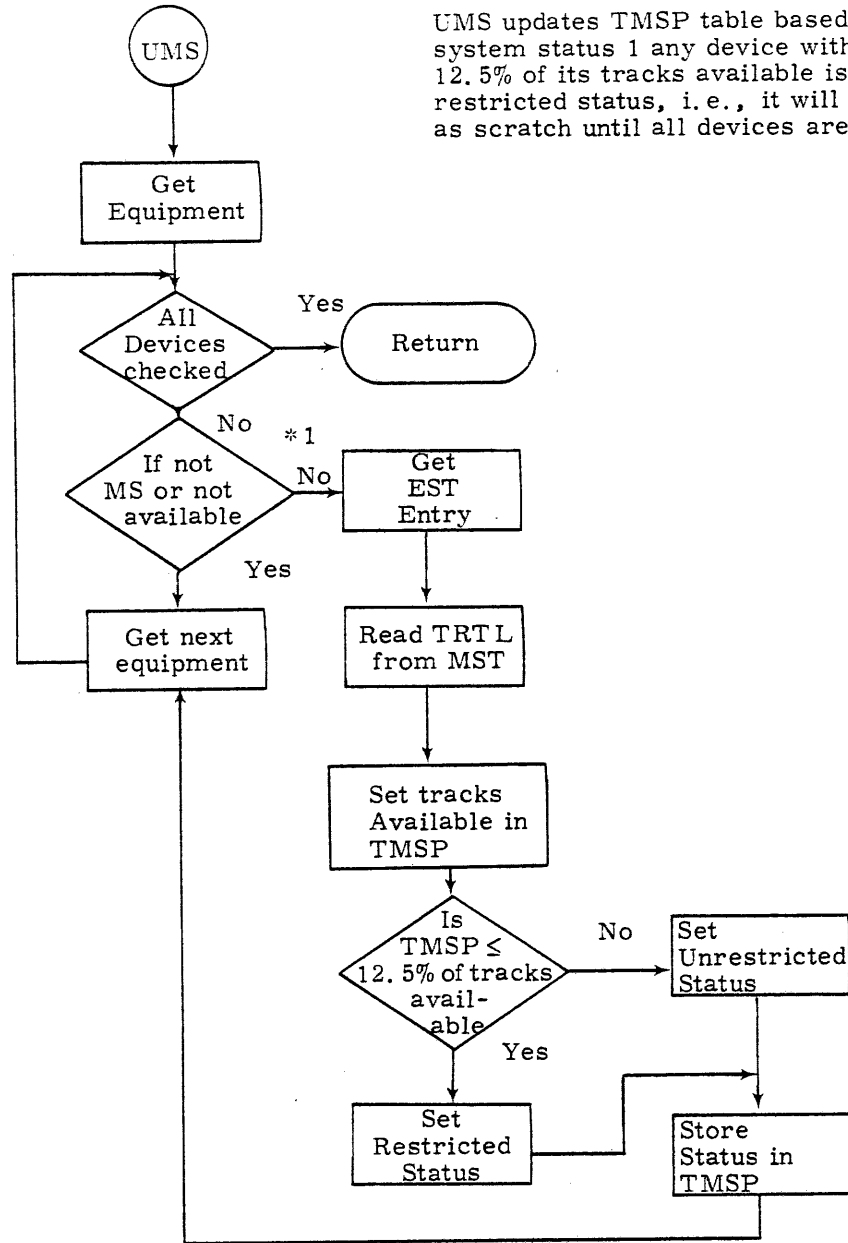 UMS
UMS updates TMSP table based
system status 1 any device with
12.5% of its tracks available is
restricted status, i.e., it will
as scratch until all devices are
Get
Equipment
All
Devices
checked
Yes
Return
No
*1
If not
MS or not
available
No
Get
EST
Entry
Yes
Get next
equipment
Read TRTL
from MST
Set tracks
Available in
TMSP
Is
TMSP ≤
12.5% of tracks
avail-
able
No
Set
Unrestricted
Status
Yes
Set
Restricted
Status
Store
Status in
TMSP